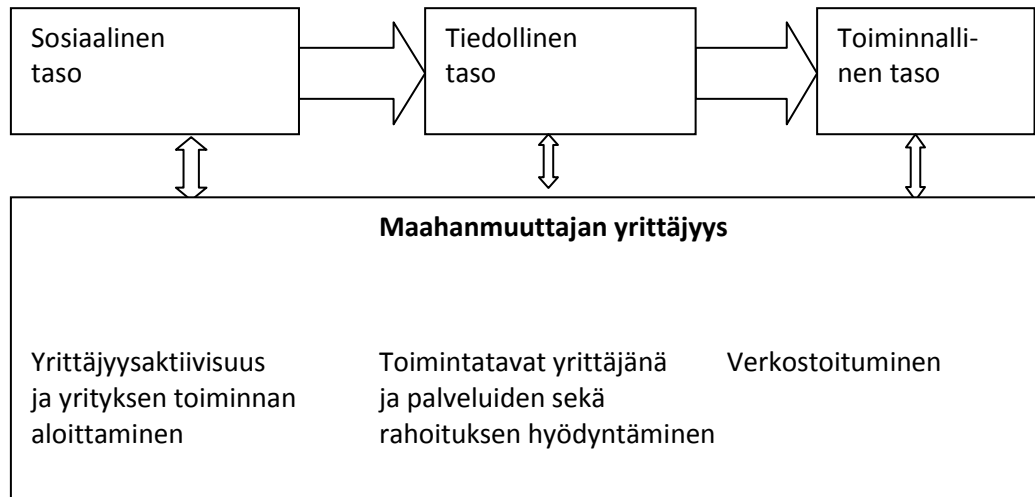 Sosiaalinen
taso
Tiedollinen
taso
Toiminnalli-
nen taso
Maahanmuuttajan yrittäjyys
Yrittäjyysaktiivisuus
ja yrityksen toiminnan
aloittaminen
Toimintatavat yrittäjänä
ja palveluiden sekä
rahoituksen hyödyntäminen
Verkostoituminen